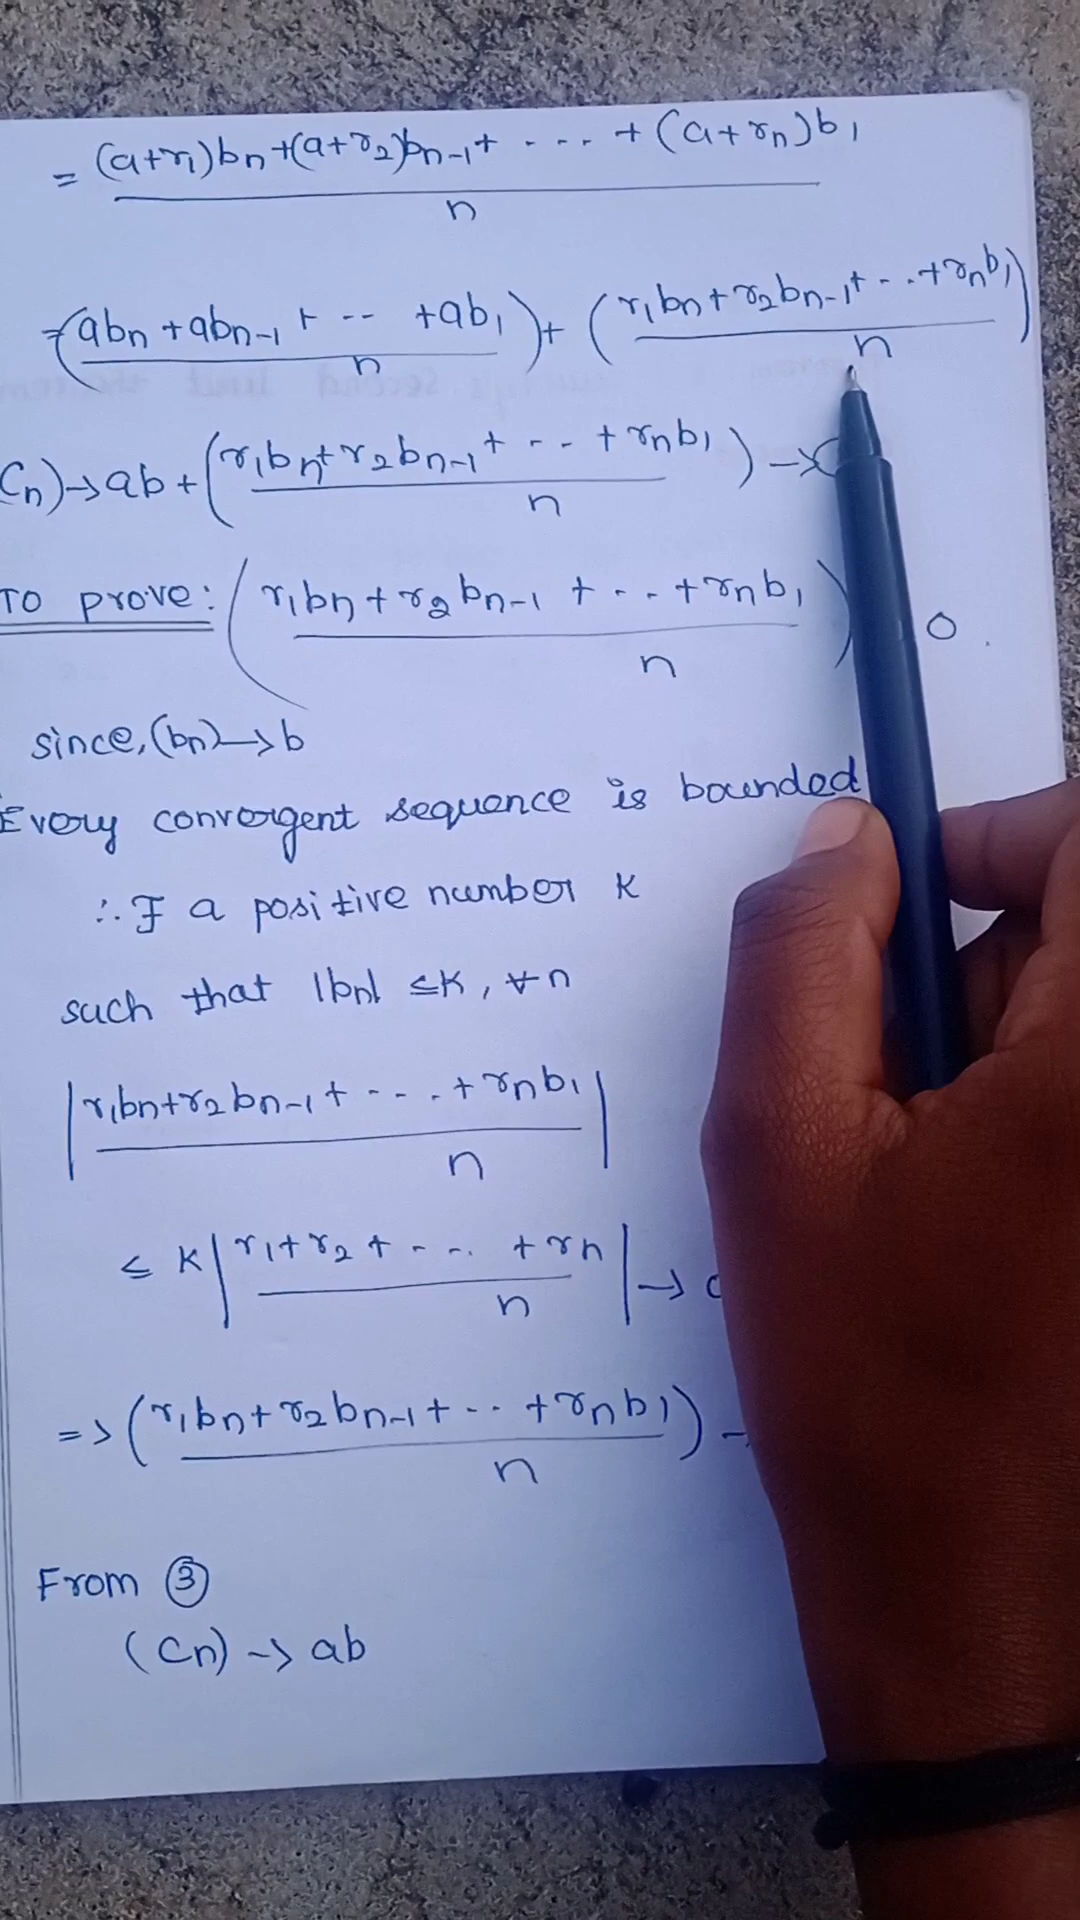 = (a+r1)bn+(a+r2)bn-1+ ... + (a+rn)b1 / n
=(abn+abn-1 + -- +ab1 / n)+ (r1bn+r2bn-1+ -..+rnb1 / n)
Cn)→ab+(r1bn+r2bn-1+ -.. + rnb1 / n) →
To prove: (r1bn+r2bn-1 + -.. +rnb1 / n) 0.
since,(bn)→b
Every convergent sequence is bounded
∴ ∃ a positive number K
such that |bn| ≤K, ∀n
|r1bn+r2bn-1+ ---.+rnb1 / n|
≤ K|r1+r2+ --.. +rn / n|→
=>(r1bn+r2bn-1+ -.. +rnb1 / n)
From ③
(Cn) → ab